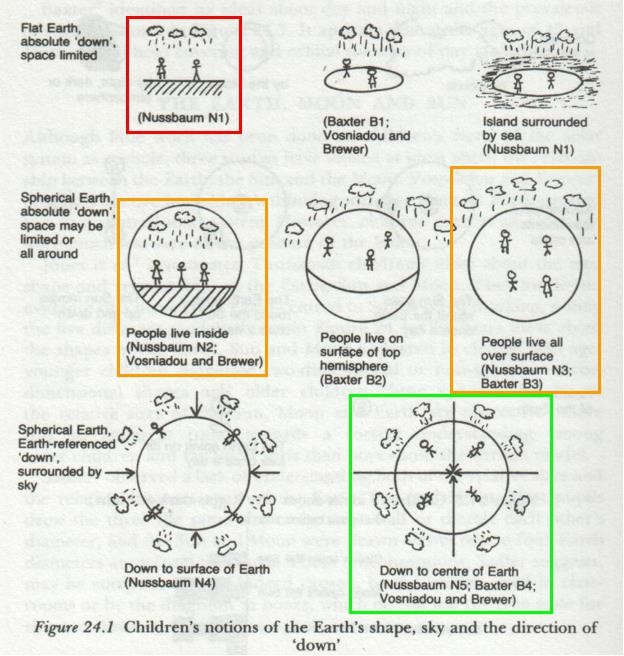 Flat Earth,
absolute 'down',
space limited
(Nussbaum N1)
(Baxter B1;
Vosniadou and
Brewer)
Island surrounded
by sea
(Nussbaum N1)
Spherical Earth,
absolute 'down',
space may be
limited or
all around
People live inside
(Nussbaum N2;
Vosniadou and Brewer)
People live on
surface of top
hemisphere
(Baxter B2)
People live all
over surface
(Nussbaum N3;
Baxter B3)
Spherical Earth,
Earth-referenced
'down',
surrounded by
sky
Down to surface of Earth
(Nussbaum N4)
Down to centre of Earth
(Nussbaum N5; Baxter B4;
Vosniadou and Brewer)
Figure 24.1 Children's notions of the Earth's shape, sky and the direction of
'down'